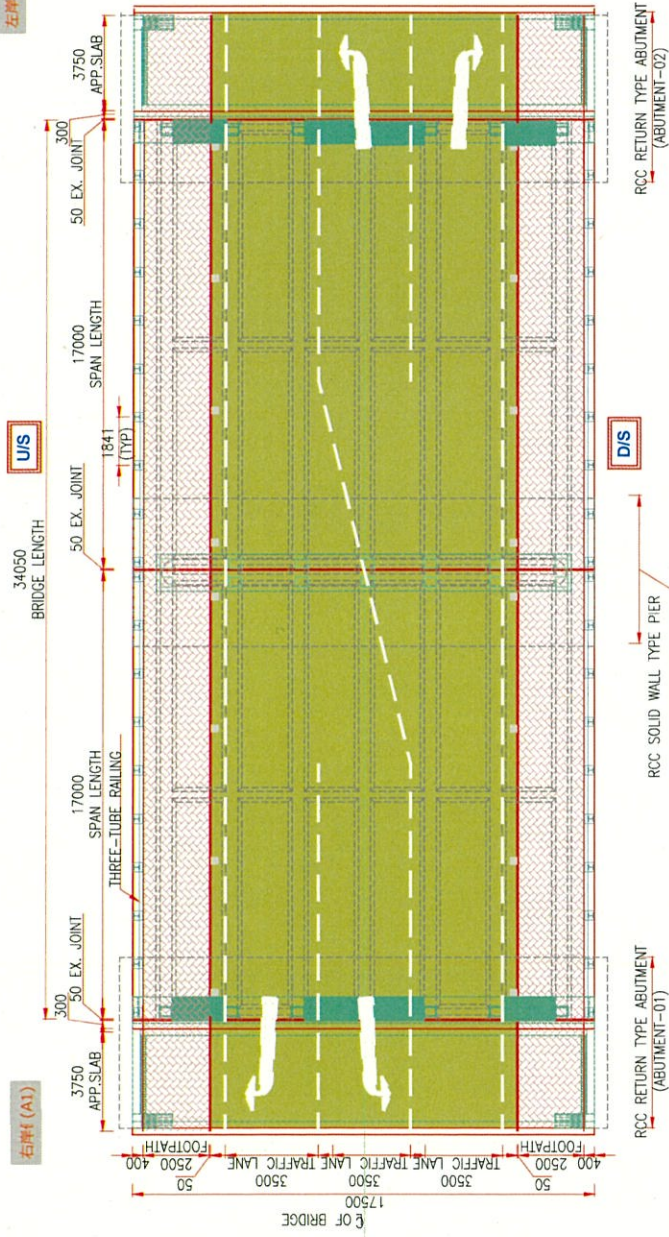 左岸
右岸 (A1)
U/S
34050
BRIDGE LENGTH
3750
APP.SLAB
300
50 EX. JOINT
17000
SPAN LENGTH
THREE-TUBE RAILING
50 EX. JOINT
1841
(TYP)
17000
SPAN LENGTH
300
50 EX. JOINT
3750
APP.SLAB
400
2500
FOOTPATH
50
3500
TRAFFIC LANE
3500
TRAFFIC LANE
3500
TRAFFIC LANE
50
2500
FOOTPATH
400
17500
℄ OF BRIDGE
RCC RETURN TYPE ABUTMENT
(ABUTMENT-01)
RCC SOLID WALL TYPE PIER
D/S
RCC RETURN TYPE ABUTMENT
(ABUTMENT-02)